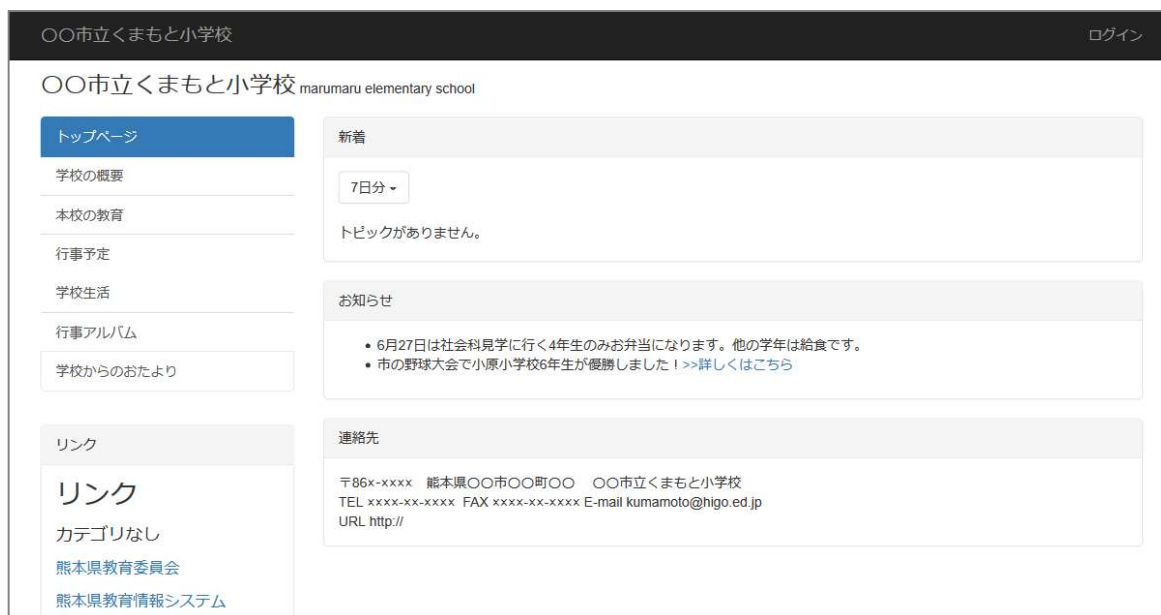 〇〇市立くまもと小学校
ログイン
〇〇市立くまもと小学校 marumaru elementary school
トップページ
学校の概要
本校の教育
行事予定
学校生活
行事アルバム
学校からのおたより
リンク
リンク
カテゴリなし
熊本県教育委員会
熊本県教育情報システム
新着
7日分
トピックがありません。
お知らせ
• 6月27日は社会科見学に行く4年生のみお弁当になります。他の学年は給食です。
• 市の野球大会で小原小学校6年生が優勝しました！>>詳しくはこちら
連絡先
〒86×-×××× 熊本県〇〇市〇〇町〇〇 〇〇市立くまもと小学校
TEL ××××-××-×××× FAX ××××-××-×××× E-mail kumamoto@higo.ed.jp
URL http://